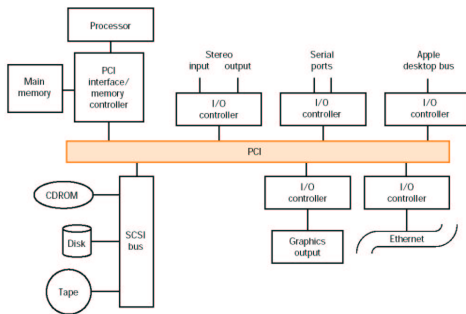 Processor
Stereo
input output
Serial
ports
Apple
desktop bus
Main
memory
PCI
interface/
memory
controller
I/O
controller
I/O
controller
I/O
controller
PCI
CDROM
Disk
Tape
SCSI
bus
I/O
controller
I/O
controller
Graphics
output
Ethernet